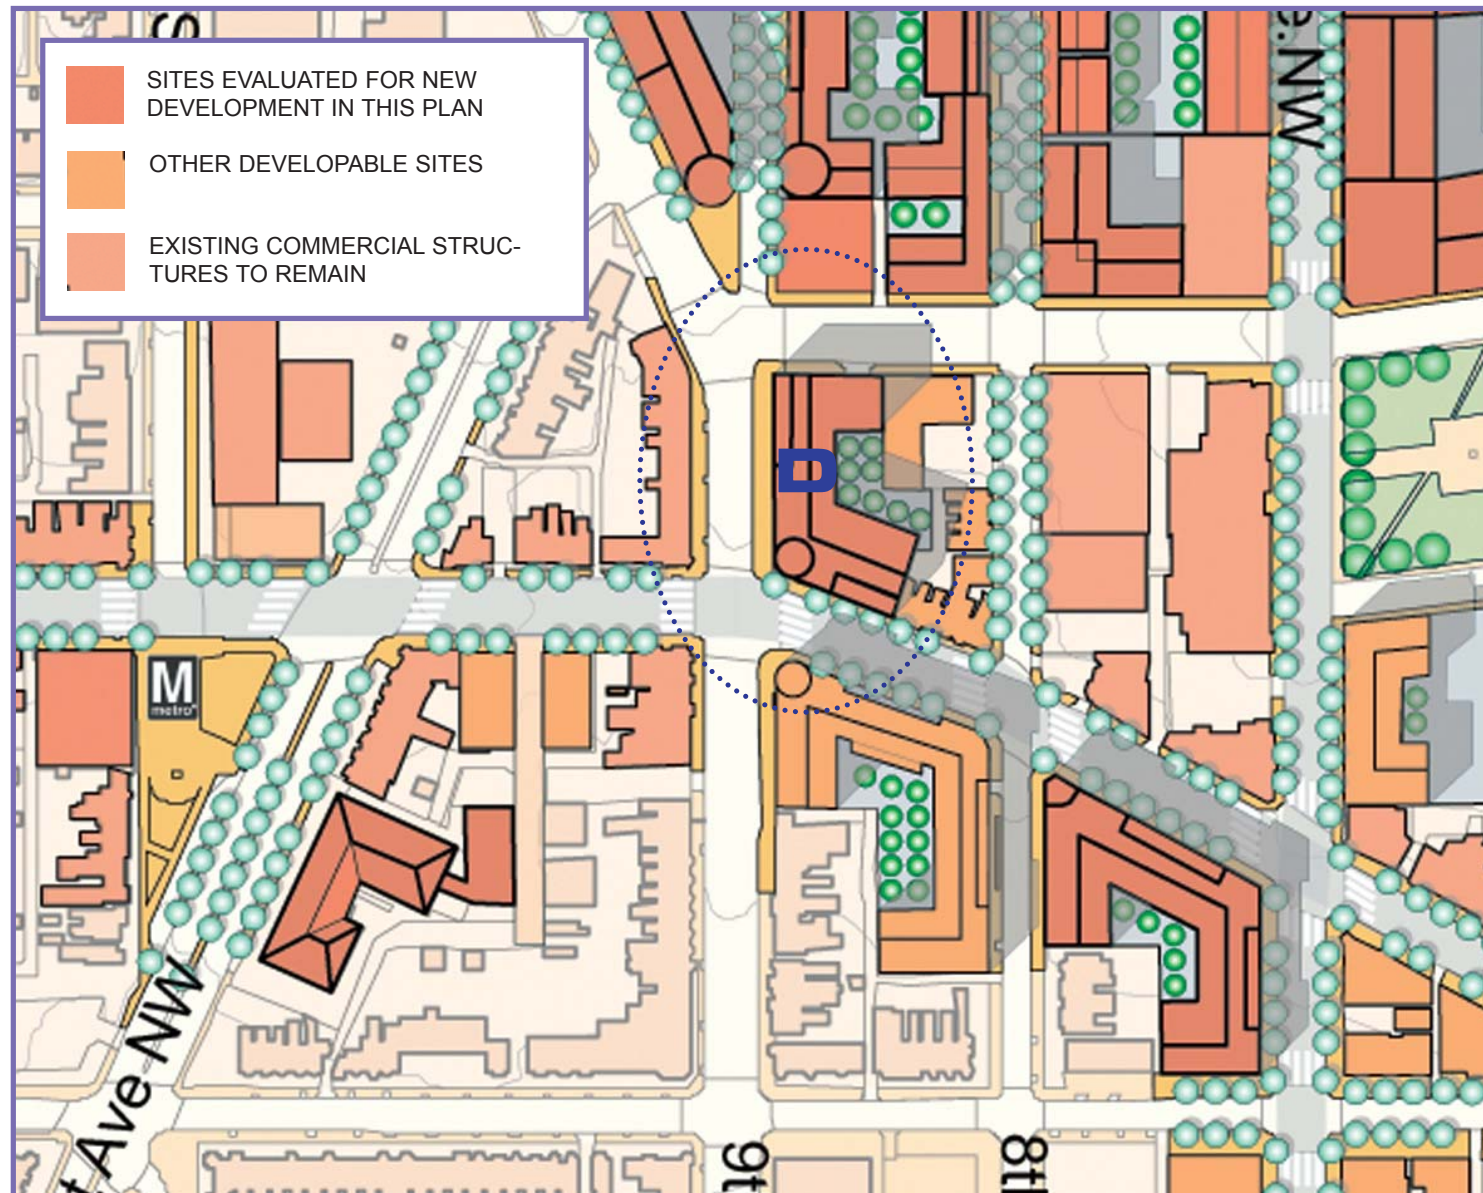 SITES EVALUATED FOR NEW
DEVELOPMENT IN THIS PLAN
OTHER DEVELOPABLE SITES
EXISTING COMMERCIAL STRUC-
TURES TO REMAIN
S
e. NW
D
M
metro
t Ave NW
9t
8th